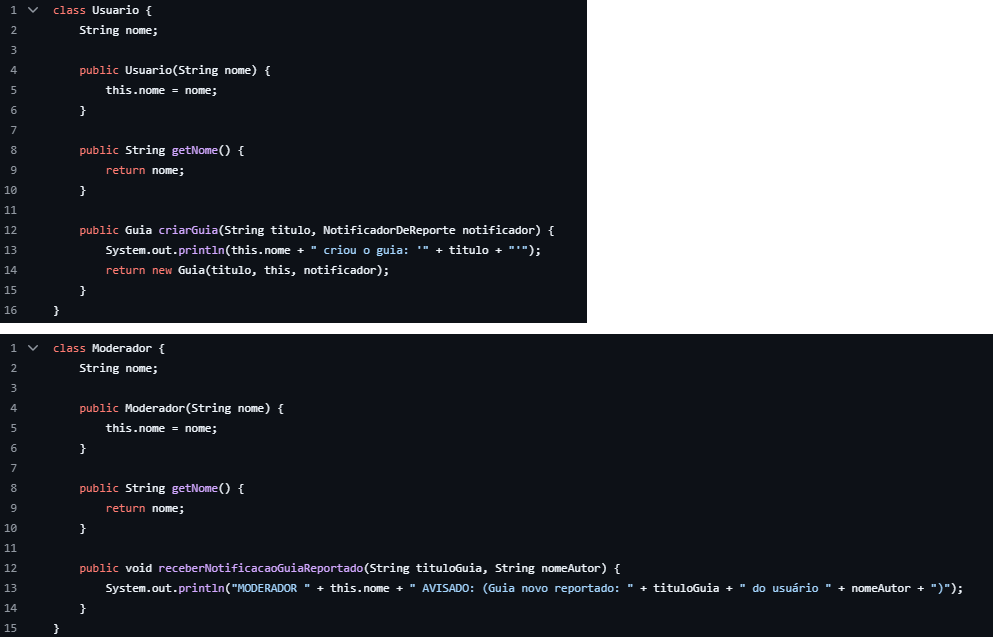 1 class Usuario {
2     String nome;
3
4     public Usuario(String nome) {
5         this.nome = nome;
6     }
7
8     public String getNome() {
9         return nome;
10     }
11
12     public Guia criarGuia(String titulo, NotificadorDeReporte notificador) {
13         System.out.println(this.nome + " criou o guia: '" + titulo + "'");
14         return new Guia(titulo, this, notificador);
15     }
16 }
1 class Moderador {
2     String nome;
3
4     public Moderador(String nome) {
5         this.nome = nome;
6     }
7
8     public String getNome() {
9         return nome;
10     }
11
12     public void receberNotificacaoGuiaReportado(String tituloGuia, String nomeAutor) {
13         System.out.println("MODERADOR " + this.nome + " AVISADO: (Guia novo reportado: " + tituloGuia + " do usuário " + nomeAutor + ")");
14     }
15 }